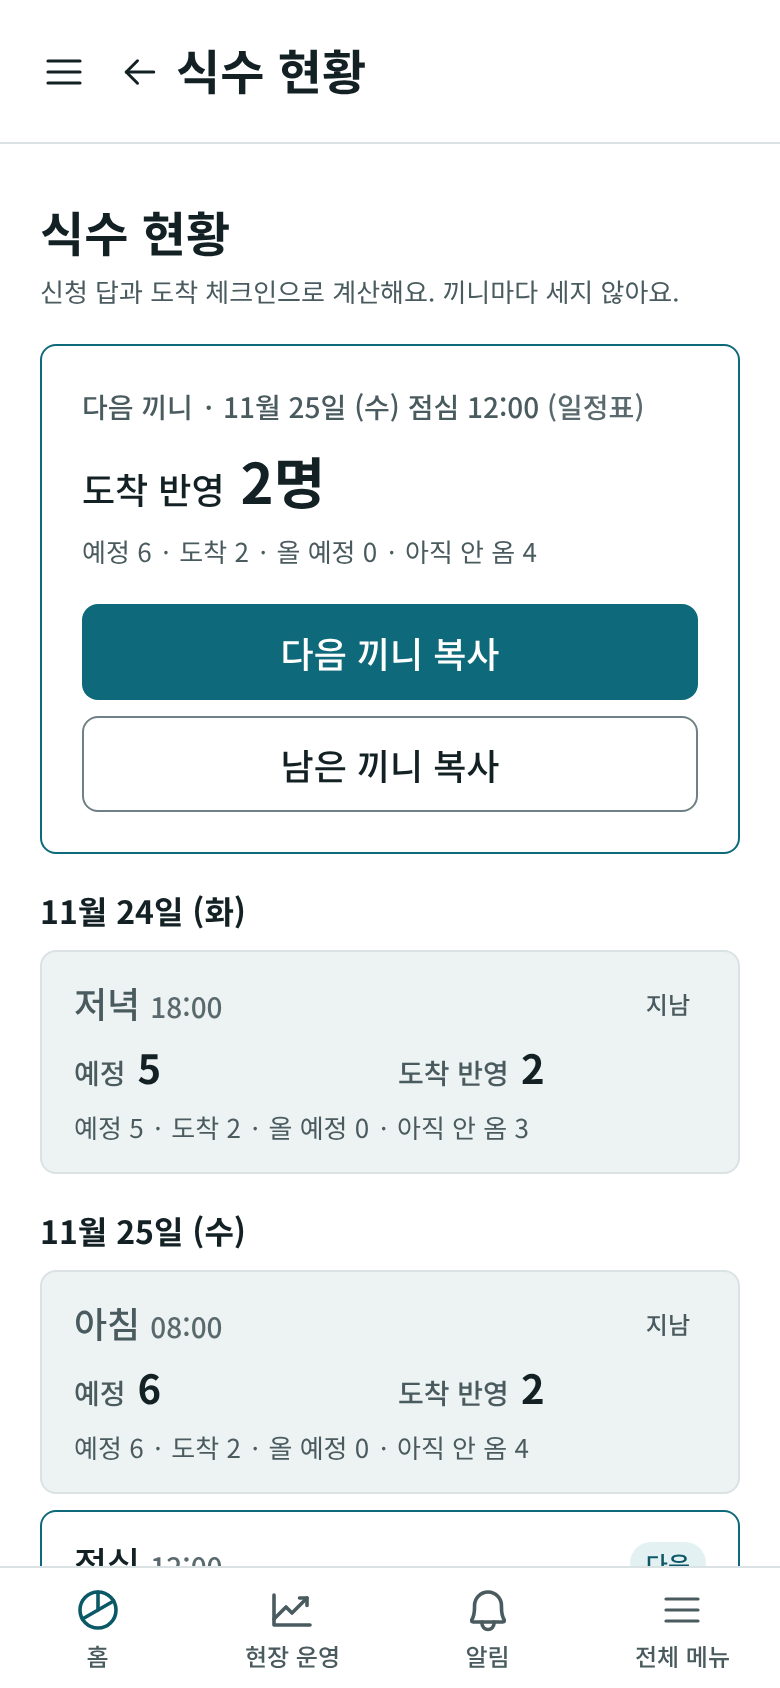 식수 현황
식수 현황
신청 답과 도착 체크인으로 계산해요. 끼니마다 세지 않아요.
다음 끼니 · 11월 25일 (수) 점심 12:00 (일정표)
도착 반영 2명
예정 6 · 도착 2 · 올 예정 0 · 아직 안 옴 4
다음 끼니 복사
남은 끼니 복사
11월 24일 (화)
저녁 18:00 지남
예정 5 도착 반영 2
예정 5 · 도착 2 · 올 예정 0 · 아직 안 옴 3
11월 25일 (수)
아침 08:00 지남
예정 6 도착 반영 2
예정 6 · 도착 2 · 올 예정 0 · 아직 안 옴 4
점심 12:00 다음
홈 현장 운영 알림 전체 메뉴